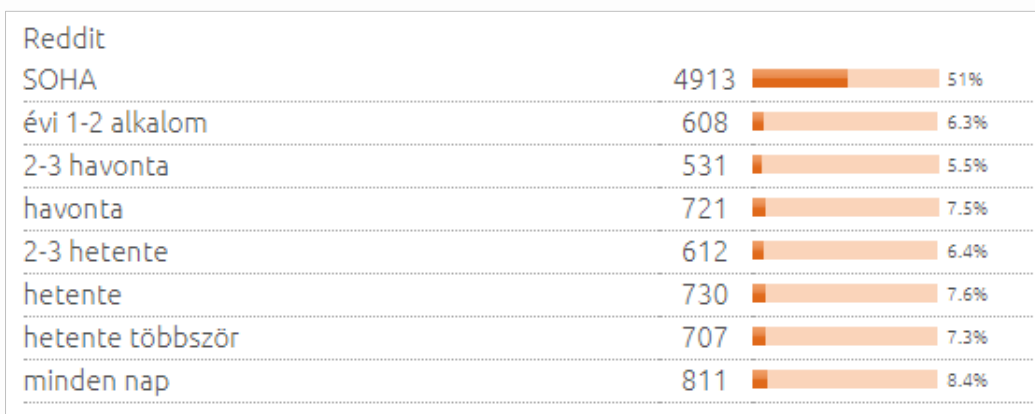 Reddit
SOHA 4913 51%
évi 1-2 alkalom 608 6.3%
2-3 havonta 531 5.5%
havonta 721 7.5%
2-3 hetente 612 6.4%
hetente 730 7.6%
hetente többször 707 7.3%
minden nap 811 8.4%